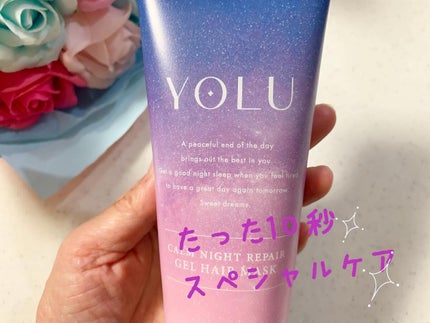 YOLU
A peaceful end of the day
brings out the best in you.
Get a good night sleep when you feel tired
to have a great day again tomorrow.
Sweet dreams.
たった10秒
CALM NIGHT REPAIR
GEL HAIR MASK
スペシャルケア